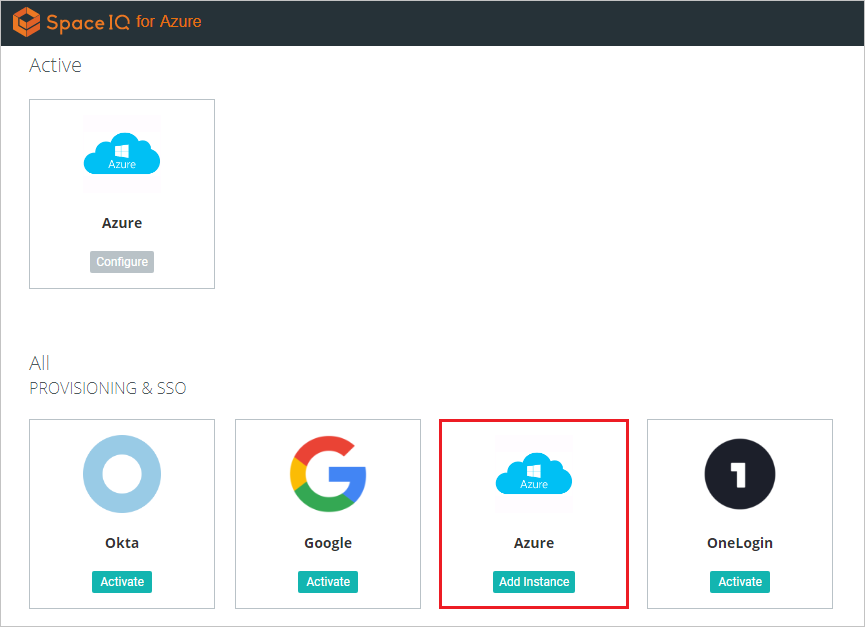 SpaceIQ for Azure
Active
Azure
Azure
Configure
All
PROVISIONING & SSO
Azure
Okta
Google
Azure
OneLogin
Activate
Activate
Add Instance
Activate